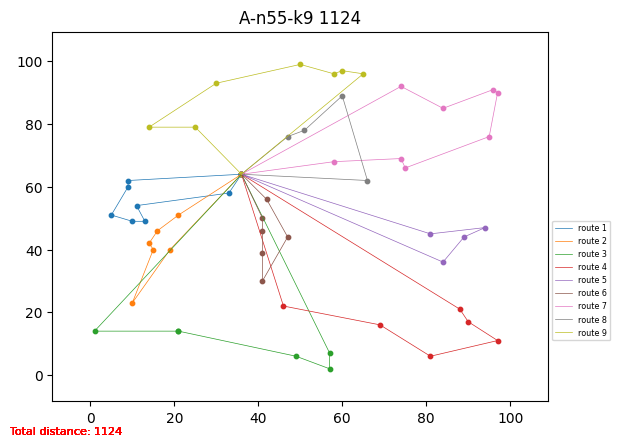 A-n55-k9 1124
100
80
60
40
20
0
0 20 40 60 80 100
route 1
route 2
route 3
route 4
route 5
route 6
route 7
route 8
route 9
Total distance: 1124